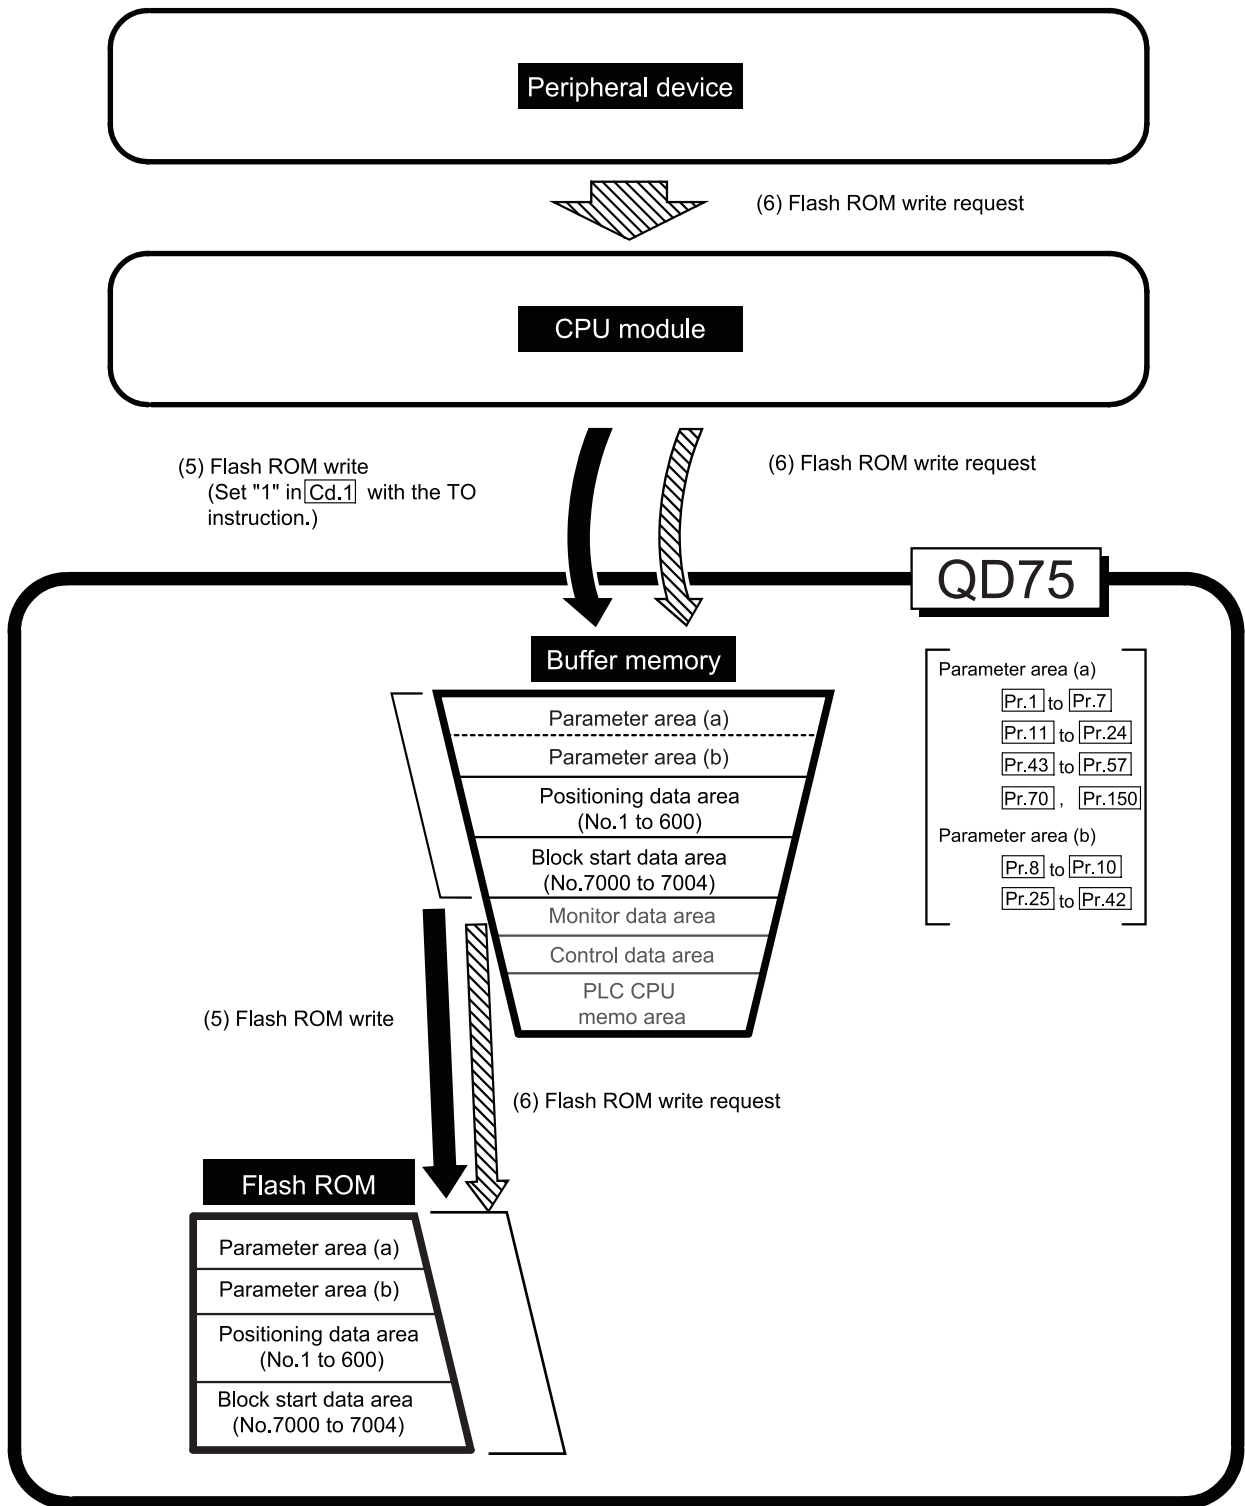 Peripheral device
(6) Flash ROM write request
CPU module
(5) Flash ROM write
(Set "1" in Cd.1 with the TO
instruction.)
(6) Flash ROM write request
QD75
Buffer memory
Parameter area (a)
Parameter area (b)
Positioning data area
(No.1 to 600)
Block start data area
(No.7000 to 7004)
Monitor data area
Control data area
PLC CPU
memo area
Parameter area (a)
Pr.1 to Pr.7
Pr.11 to Pr.24
Pr.43 to Pr.57
Pr.70 , Pr.150
Parameter area (b)
Pr.8 to Pr.10
Pr.25 to Pr.42
(5) Flash ROM write
(6) Flash ROM write request
Flash ROM
Parameter area (a)
Parameter area (b)
Positioning data area
(No.1 to 600)
Block start data area
(No.7000 to 7004)